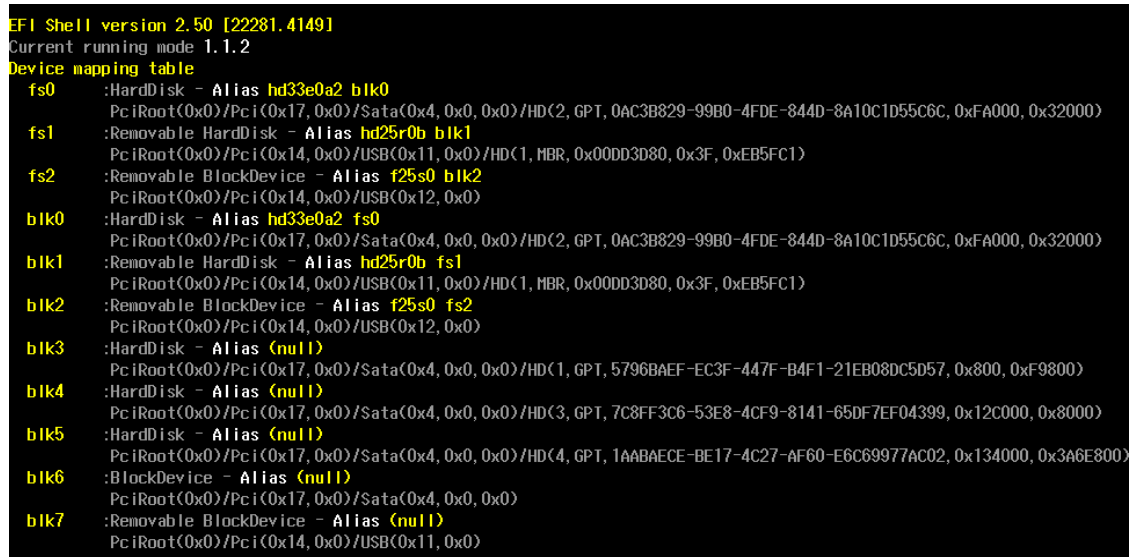 EFI Shell version 2.50 [22281.4149]
Current running mode 1.1.2
Device mapping table
fs0 :HardDisk - Alias hd33e0a2 blk0
PciRoot(0x0)/Pci(0x17,0x0)/Sata(0x4,0x0,0x0)/HD(2,GPT,0AC3B829-99B0-4FDE-844D-8A10C1D55C6C,0xFA000,0x32000)
fs1 :Removable HardDisk - Alias hd25r0b blk1
PciRoot(0x0)/Pci(0x14,0x0)/USB(0x11,0x0)/HD(1,MBR,0x00DD3D80,0x3F,0xEB5FC1)
fs2 :Removable BlockDevice - Alias f25s0 blk2
PciRoot(0x0)/Pci(0x14,0x0)/USB(0x12,0x0)
blk0 :HardDisk - Alias hd33e0a2 fs0
PciRoot(0x0)/Pci(0x17,0x0)/Sata(0x4,0x0,0x0)/HD(2,GPT,0AC3B829-99B0-4FDE-844D-8A10C1D55C6C,0xFA000,0x32000)
blk1 :Removable HardDisk - Alias hd25r0b fs1
PciRoot(0x0)/Pci(0x14,0x0)/USB(0x11,0x0)/HD(1,MBR,0x00DD3D80,0x3F,0xEB5FC1)
blk2 :Removable BlockDevice - Alias f25s0 fs2
PciRoot(0x0)/Pci(0x14,0x0)/USB(0x12,0x0)
blk3 :HardDisk - Alias (null)
PciRoot(0x0)/Pci(0x17,0x0)/Sata(0x4,0x0,0x0)/HD(1,GPT,5796BAEF-EC3F-447F-B4F1-21EB08DC5D57,0x800,0xF9800)
blk4 :HardDisk - Alias (null)
PciRoot(0x0)/Pci(0x17,0x0)/Sata(0x4,0x0,0x0)/HD(3,GPT,7C8FF3C6-53E8-4CF9-8141-65DF7EF04399,0x12C000,0x8000)
blk5 :HardDisk - Alias (null)
PciRoot(0x0)/Pci(0x17,0x0)/Sata(0x4,0x0,0x0)/HD(4,GPT,1AABAECE-BE17-4C27-AF60-E6C69977AC02,0x134000,0x3A6E800)
blk6 :BlockDevice - Alias (null)
PciRoot(0x0)/Pci(0x17,0x0)/Sata(0x4,0x0,0x0)
blk7 :Removable BlockDevice - Alias (null)
PciRoot(0x0)/Pci(0x14,0x0)/USB(0x11,0x0)